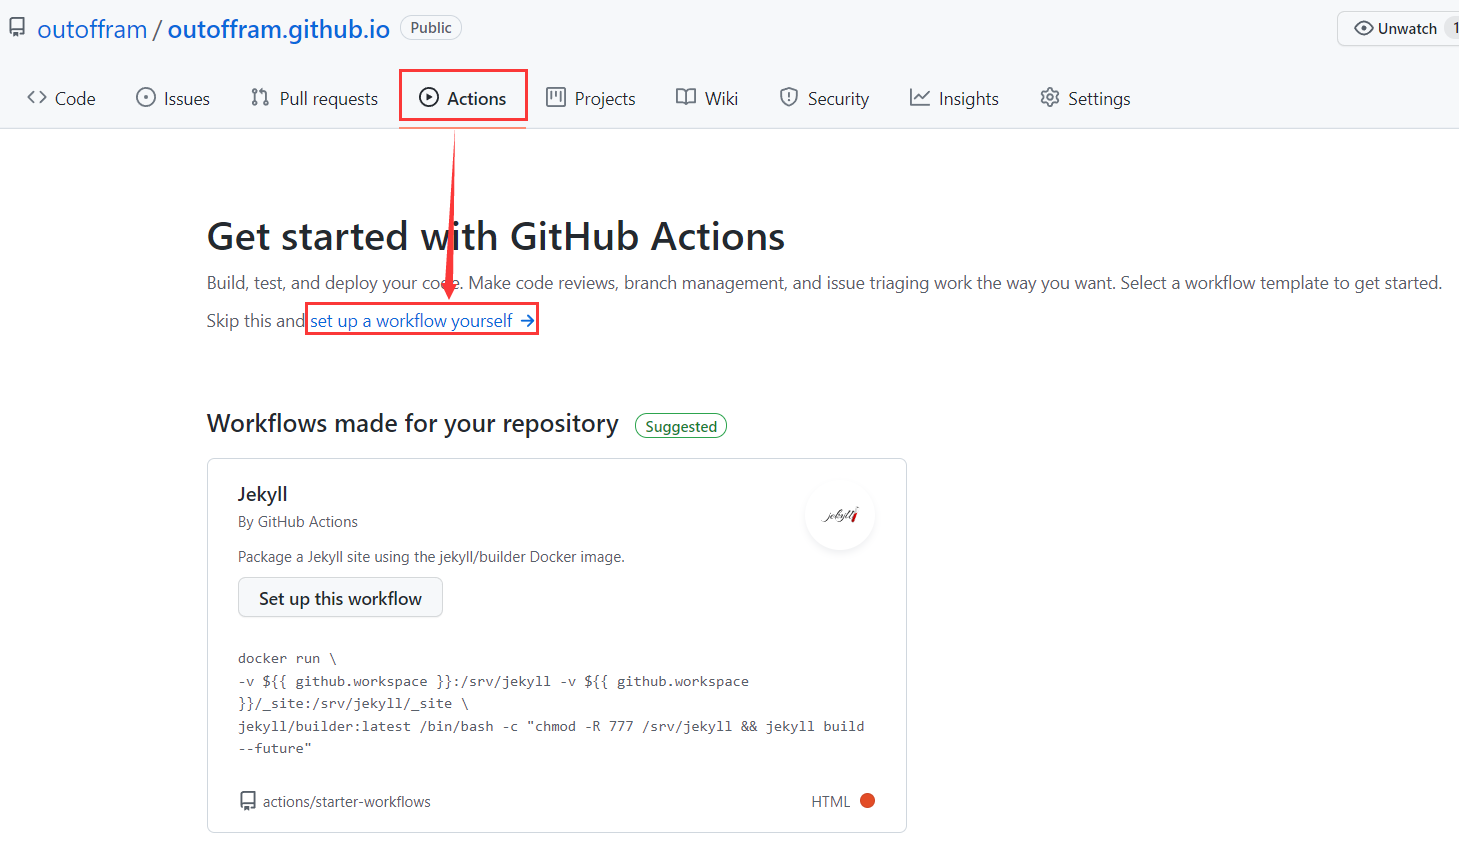 outoffram / outoffram.github.io Public Unwatch 1
Code Issues Pull requests Actions Projects Wiki Security Insights Settings
Get started with GitHub Actions
Build, test, and deploy your code. Make code reviews, branch management, and issue triaging work the way you want. Select a workflow template to get started.
Skip this and set up a workflow yourself →
Workflows made for your repository Suggested
Jekyll
By GitHub Actions
jekyll
Package a Jekyll site using the jekyll/builder Docker image.
Set up this workflow
docker run \
-v ${{ github.workspace }}:/srv/jekyll -v ${{ github.workspace
}}/_site:/srv/jekyll/_site \
jekyll/builder:latest /bin/bash -c "chmod -R 777 /srv/jekyll && jekyll build
--future"
actions/starter-workflows HTML